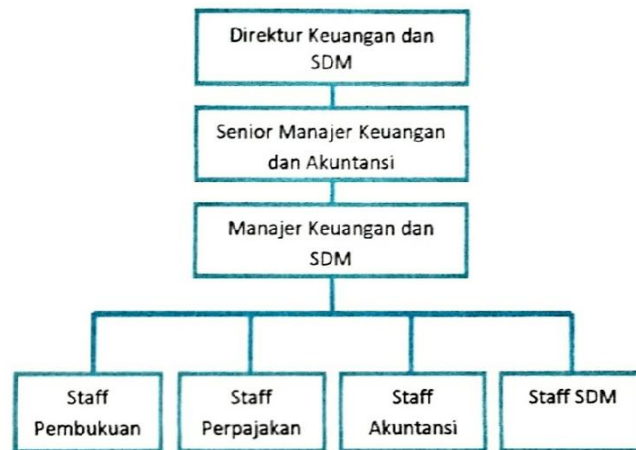 Direktur Keuangan dan
SDM
Senior Manajer Keuangan
dan Akuntansi
Manajer Keuangan dan
SDM
Staff
Pembukuan
Staff
Perpajakan
Staff
Akuntansi
Staff SDM